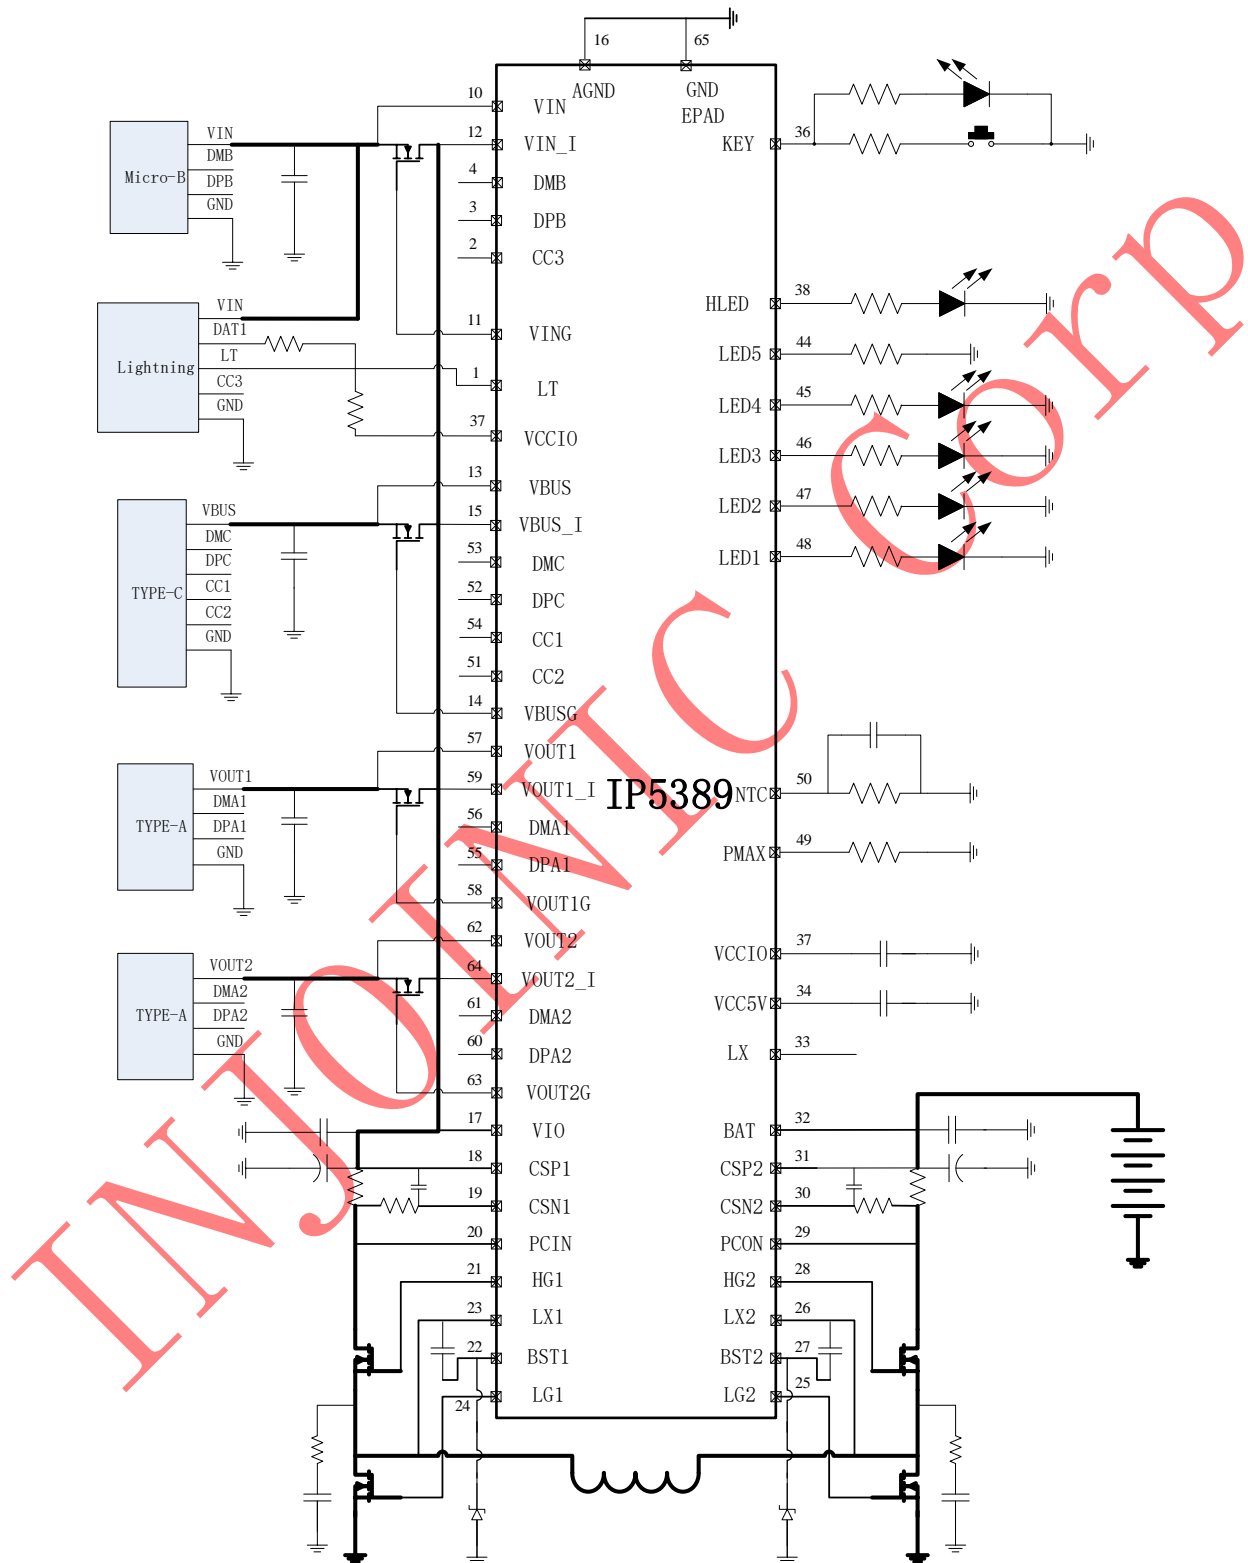 16
65
AGND
GND
EPAD
10
VIN
12
VIN_I
4
DMB
3
DPB
2
CC3
11
VING
1
LT
37
VCCIO
13
VBUS
15
VBUS_I
53
DMC
52
DPC
54
CC1
51
CC2
14
VBUSG
57
VOUT1
59
VOUT1_I
56
DMA1
55
DPA1
58
VOUT1G
62
VOUT2
64
VOUT2_I
61
DMA2
60
DPA2
63
VOUT2G
17
VIO
18
CSP1
19
CSN1
20
PCIN
21
HG1
23
LX1
22
BST1
24
LG1
Micro-B
VIN
DMB
DPB
GND
Lightning
VIN
DAT1
LT
CC3
GND
TYPE-C
VBUS
DMC
DPC
CC1
CC2
GND
TYPE-A
VOUT1
DMA1
DPA1
GND
TYPE-A
VOUT2
DMA2
DPA2
GND
IP5389
KEY
36
HLED
38
LED5
44
LED4
45
LED3
46
LED2
47
LED1
48
NTC
50
PMAX
49
VCCIO
37
VCC5V
34
LX
33
BAT
32
CSP2
31
CSN2
30
PCON
29
HG2
28
LX2
26
BST2
27
LG2
25
INJOINIC Corp